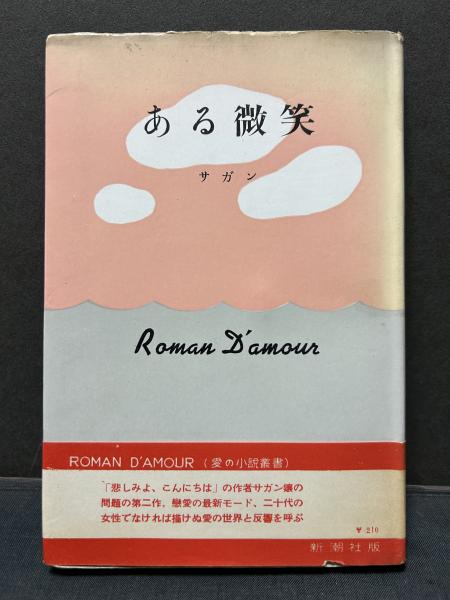 ある微笑
サガン
Roman D'amour
ROMAN D'AMOUR (愛の小説叢書)
「悲しみよ、こんにちは」の作者サガン嬢の
問題の第二作。戀愛の最新モード、二十代の
女性でなければ描けぬ愛の世界と反響を呼ぶ
￥210
新潮社版